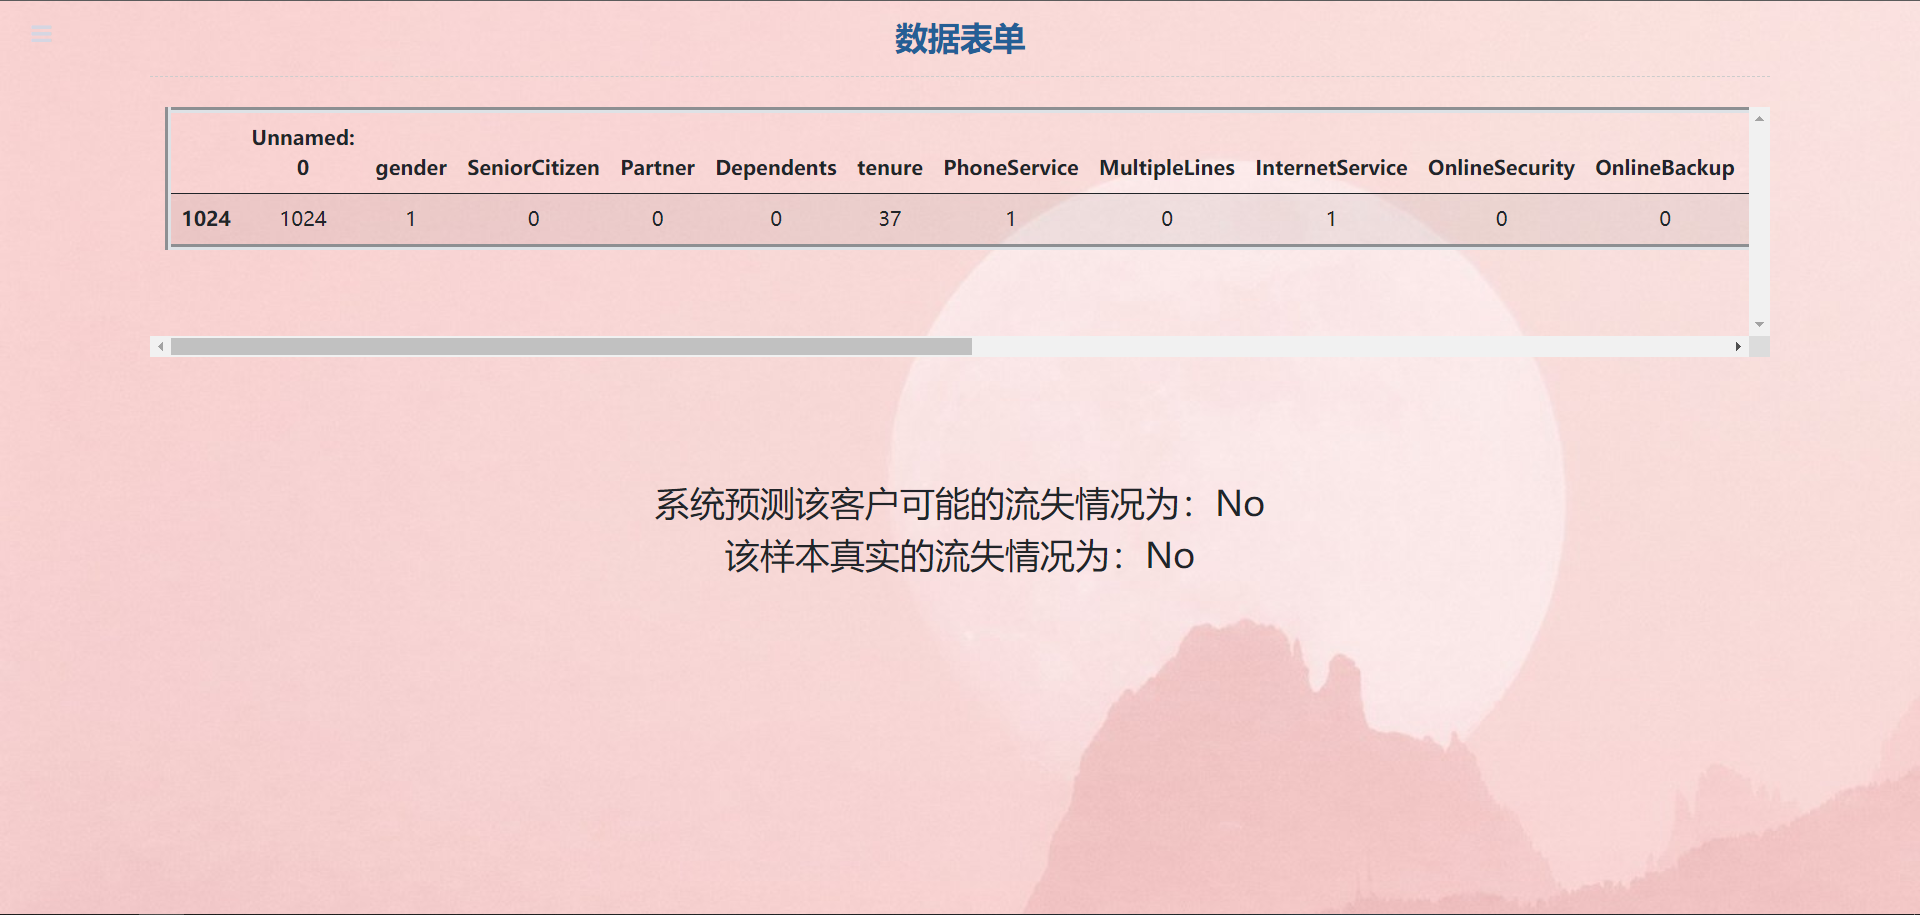 数据表单
Unnamed: 0 gender SeniorCitizen Partner Dependents tenure PhoneService MultipleLines InternetService OnlineSecurity OnlineBackup
1024 1024 1 0 0 0 37 1 0 1 0 0
系统预测该客户可能的流失情况为：No
该样本真实的流失情况为：No